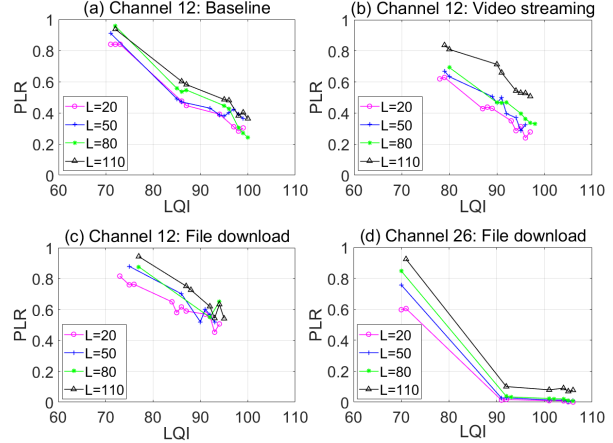 (a) Channel 12: Baseline
PLR
1
0.8
0.6
0.4
0.2
0
L=20
L=50
L=80
L=110
60 70 80 90 100 110
LQI
(b) Channel 12: Video streaming
PLR
1
0.8
0.6
0.4
0.2
0
L=20
L=50
L=80
L=110
60 70 80 90 100 110
LQI
(c) Channel 12: File download
PLR
1
0.8
0.6
0.4
0.2
0
L=20
L=50
L=80
L=110
60 70 80 90 100 110
LQI
(d) Channel 26: File download
PLR
1
0.8
0.6
0.4
0.2
0
L=20
L=50
L=80
L=110
60 70 80 90 100 110
LQI